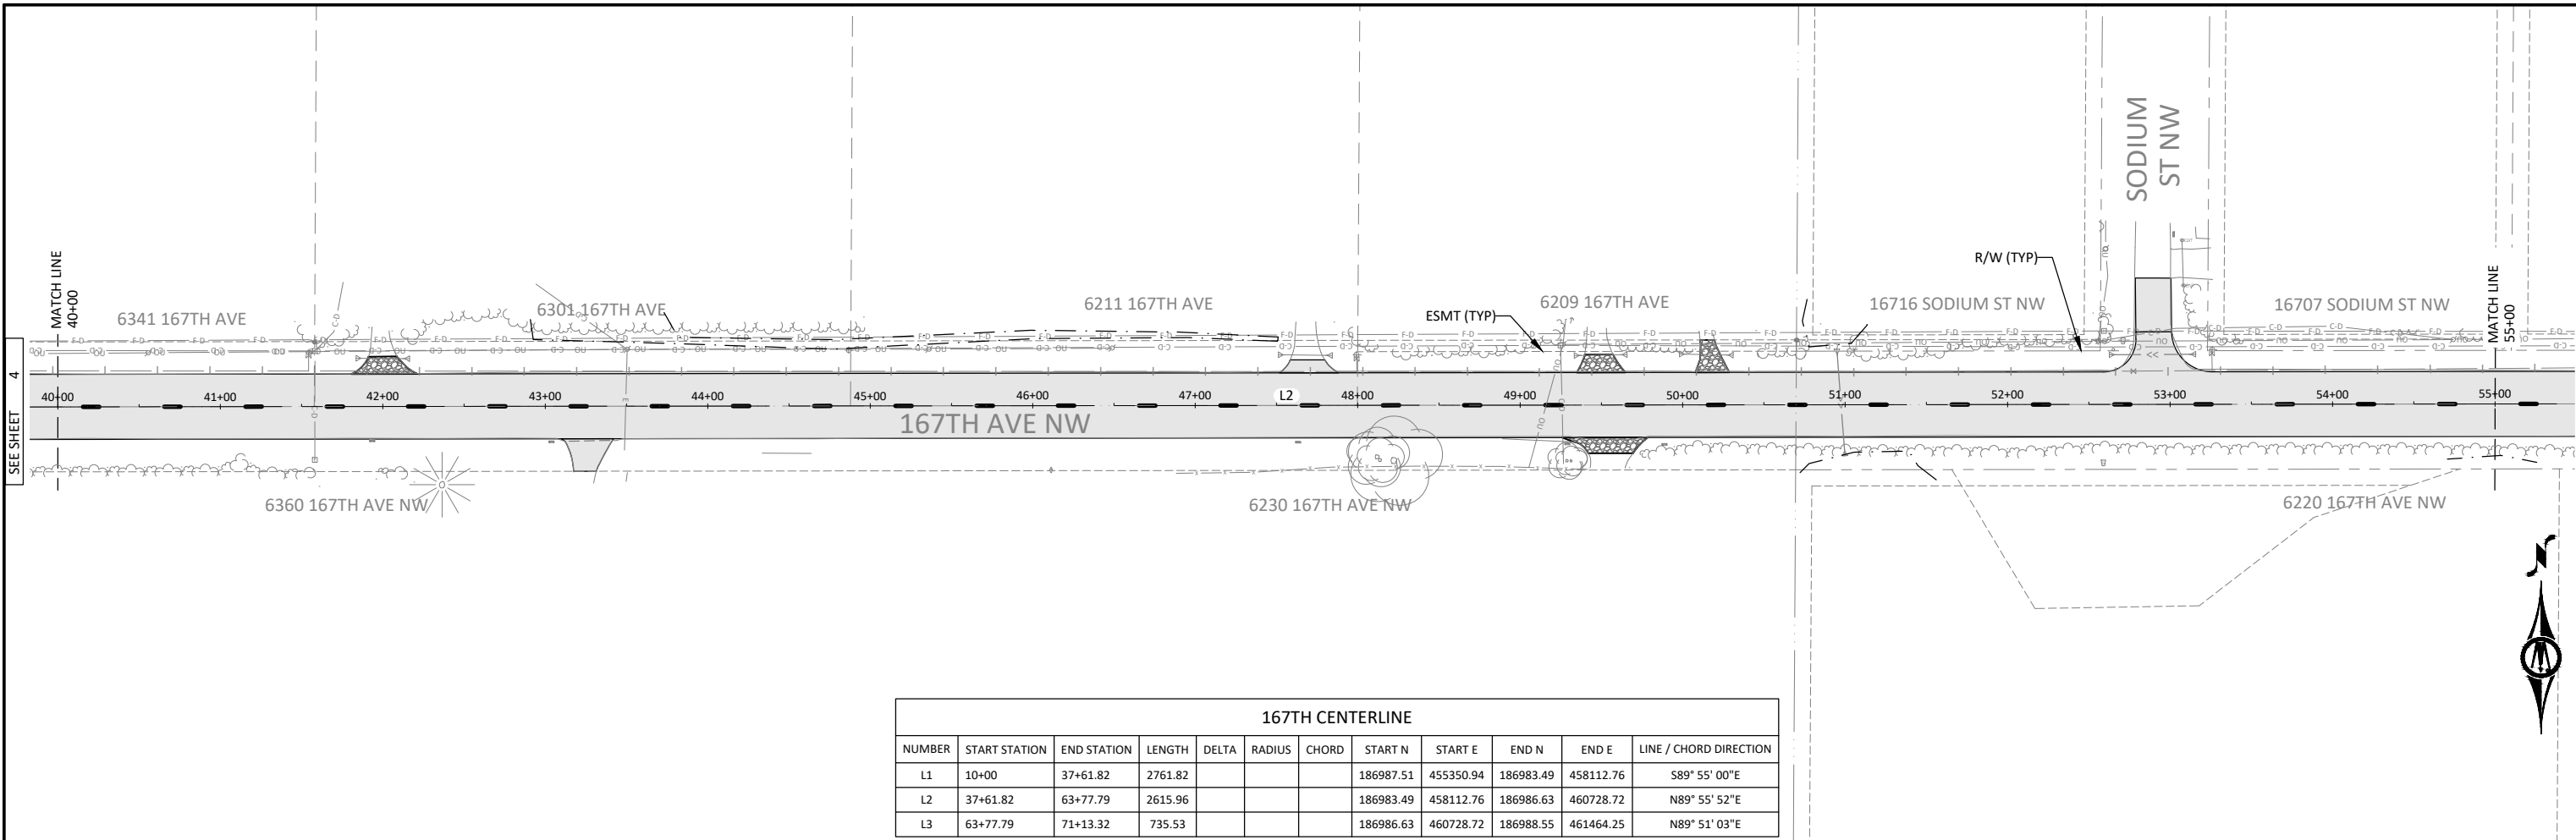 SODIUM
ST NW
R/W (TYP)
MATCH LINE
40+00
MATCH LINE
55+00
6341 167TH AVE
6301 167TH AVE
6211 167TH AVE
ESMT (TYP)
6209 167TH AVE
16716 SODIUM ST NW
16707 SODIUM ST NW
SEE SHEET 4
40+00 41+00 42+00 43+00 44+00 45+00 46+00 47+00 L2 48+00 49+00 50+00 51+00 52+00 53+00 54+00 55+00
167TH AVE NW
6360 167TH AVE NW
6230 167TH AVE NW
6220 167TH AVE NW
N
167TH CENTERLINE
NUMBER START STATION END STATION LENGTH DELTA RADIUS CHORD START N START E END N END E LINE / CHORD DIRECTION
L1 10+00 37+61.82 2761.82 186987.51 455350.94 186983.49 458112.76 S89° 55' 00"E
L2 37+61.82 63+77.79 2615.96 186983.49 458112.76 186986.63 460728.72 N89° 55' 52"E
L3 63+77.79 71+13.32 735.53 186986.63 460728.72 186988.55 461464.25 N89° 51' 03"E